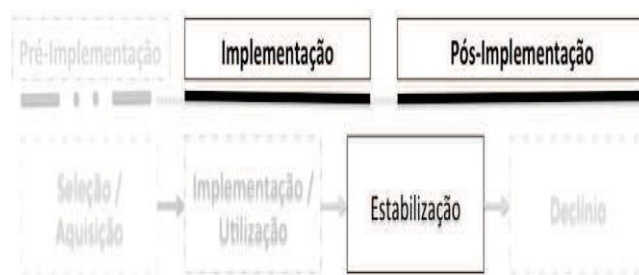 Pré-Implementação
Implementação
Pós-Implementação
Seleção /
Aquisição
Implementação /
Utilização
Estabilização
Declínio